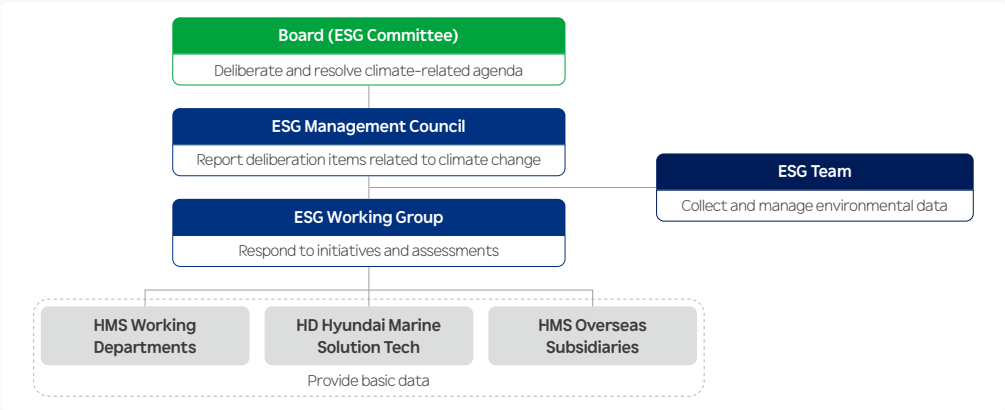 Board (ESG Committee)
Deliberate and resolve climate-related agenda
ESG Management Council
Report deliberation items related to climate change
ESG Team
Collect and manage environmental data
ESG Working Group
Respond to initiatives and assessments
HMS Working
Departments
HD Hyundai Marine
Solution Tech
HMS Overseas
Subsidiaries
Provide basic data